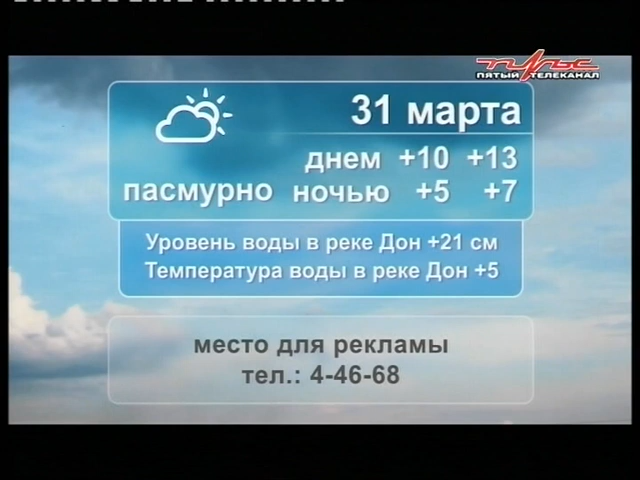 ПУЛЬС
ПЯТЫЙ ТЕЛЕКАНАЛ
31 марта
днем +10 +13
пасмурно ночью +5 +7
Уровень воды в реке Дон +21 см
Температура воды в реке Дон +5
место для рекламы
тел.: 4-46-68